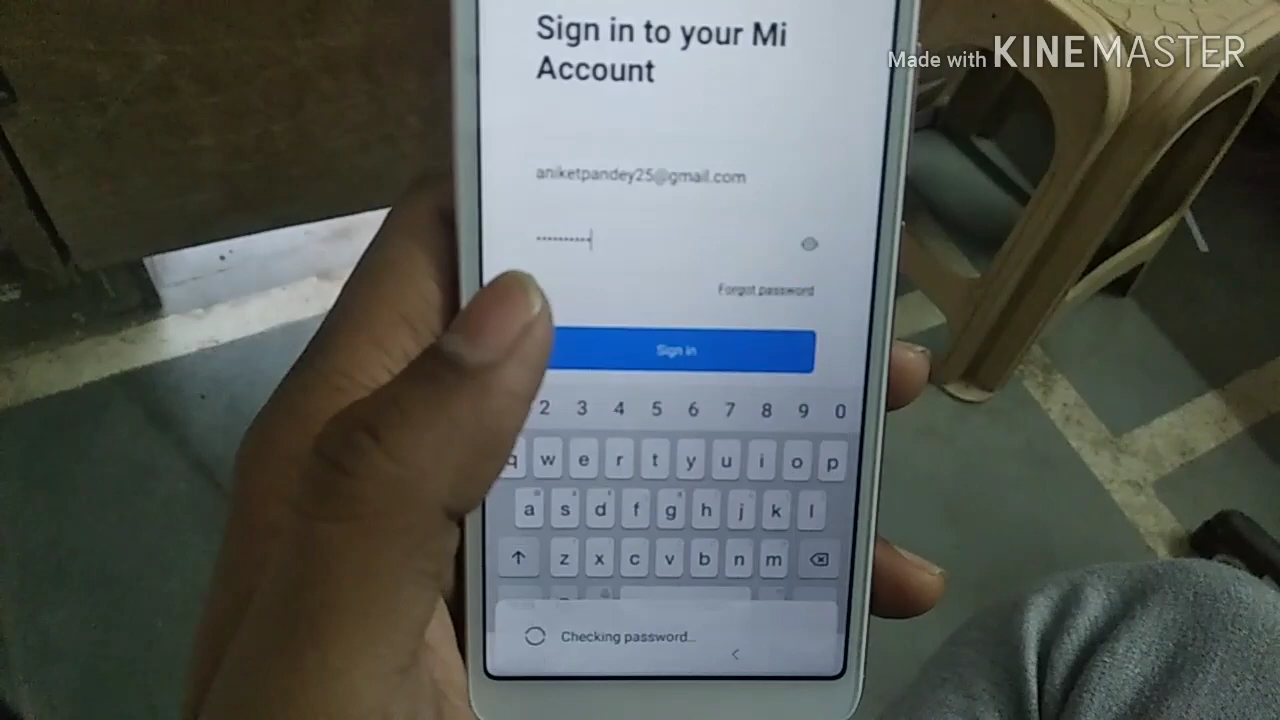 Sign in to your Mi
Account
Made with KINEMASTER
aniketpandey25@gmail.com
Forgot password
Sign in
2 3 4 5 6 7 8 9 0
q w e r t y u i o p
a s d f g h j k l
z x c v b n m
Checking password...